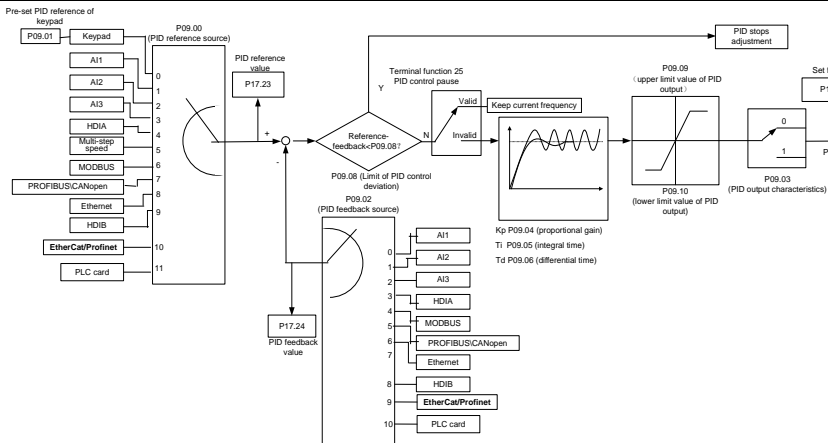 Pre-set PID reference of
keypad
P09.01
Keypad
AI1
AI2
AI3
HDIA
Multi-step
speed
MODBUS
PROFIBUS\CANopen
Ethernet
HDIB
EtherCat/Profinet
PLC card
P09.00
(PID reference source)
0
1
2
3
4
5
6
7
8
9
10
11
PID reference
value
P17.23
+
-
P17.24
PID feedback
value
Reference-
feedback<P09.08?
Y
N
P09.08 (Limit of PID control
deviation)
P09.02
(PID feedback source)
0
1
2
3
4
5
6
7
8
9
10
AI1
AI2
AI3
HDIA
MODBUS
PROFIBUS\CANopen
Ethernet
HDIB
EtherCat/Profinet
PLC card
PID stops
adjustment
Terminal function 25
PID control pause
Valid
Invalid
Keep current frequency
Kp P09.04 (proportional gain)
Ti P09.05 (integral time)
Td P09.06 (differential time)
P09.09
(upper limit value of PID
output)
P09.10
(lower limit value of PID
output)
0
1
P09.03
(PID output characteristics)
Set
P1
P